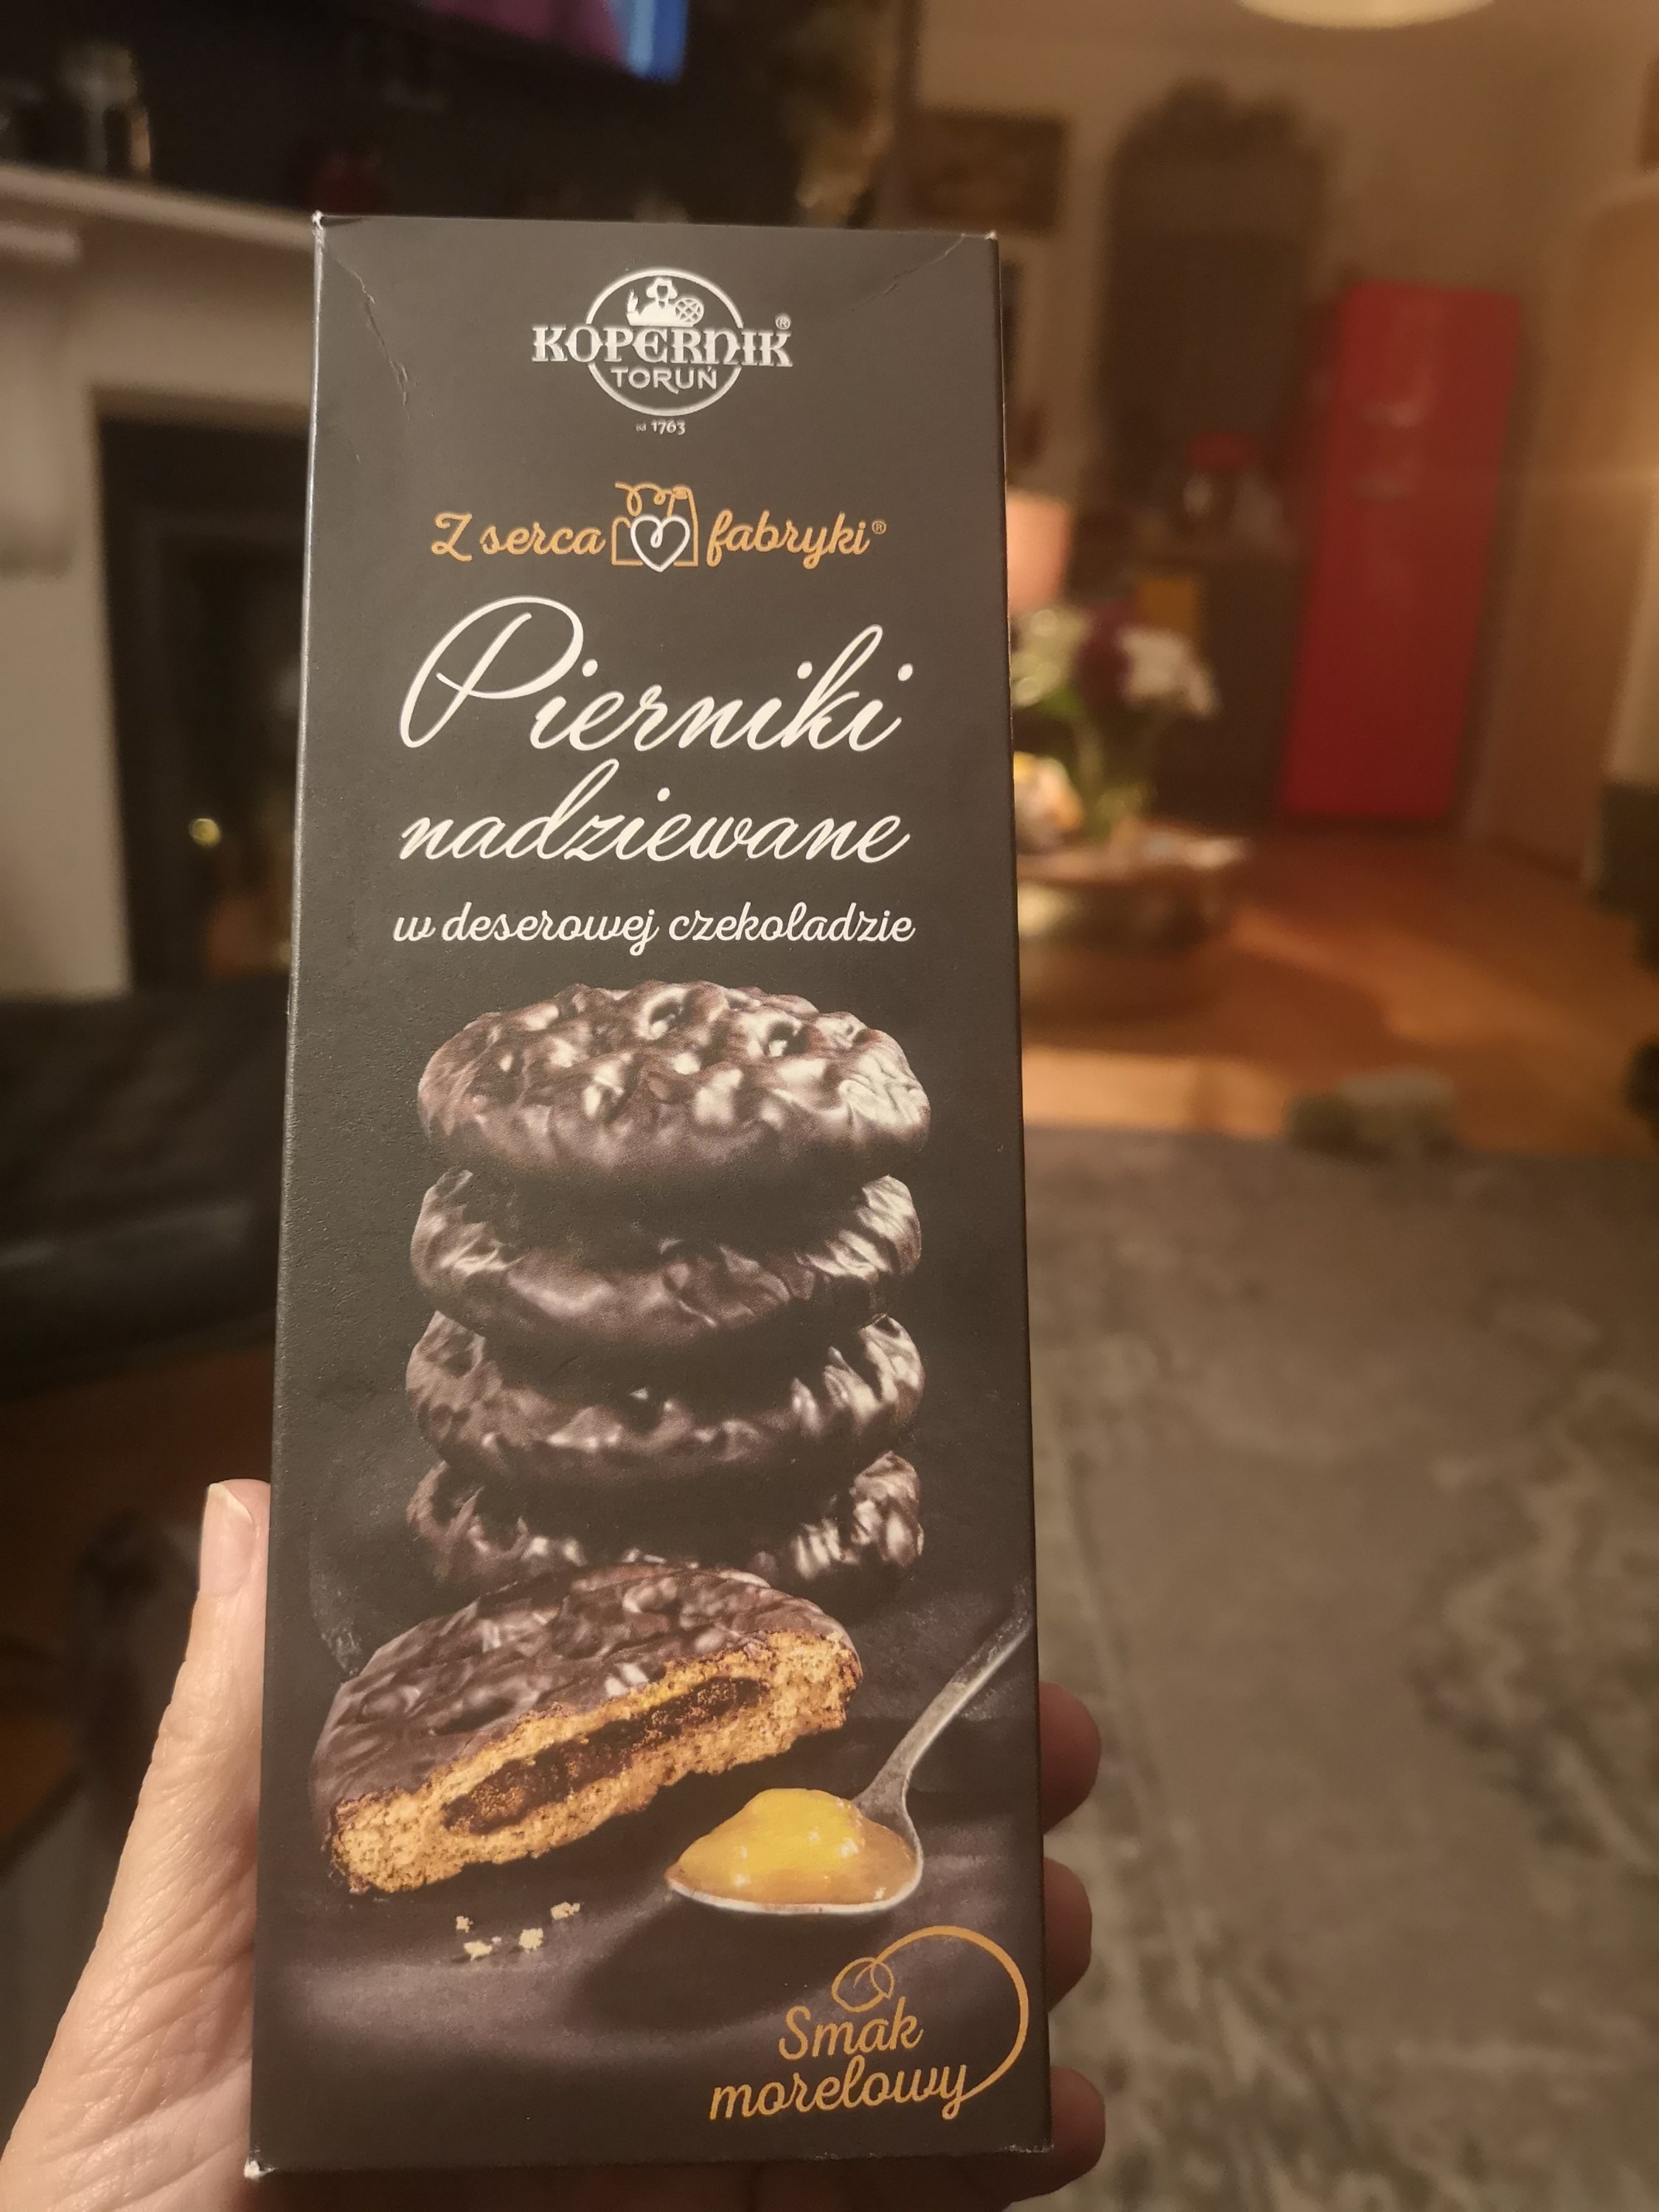 KOPERNIK®
TORUŃ
od 1763
Z serca fabryki®
Pierniki
nadziewane
w deserowej czekoladzie
Smak
morelowy